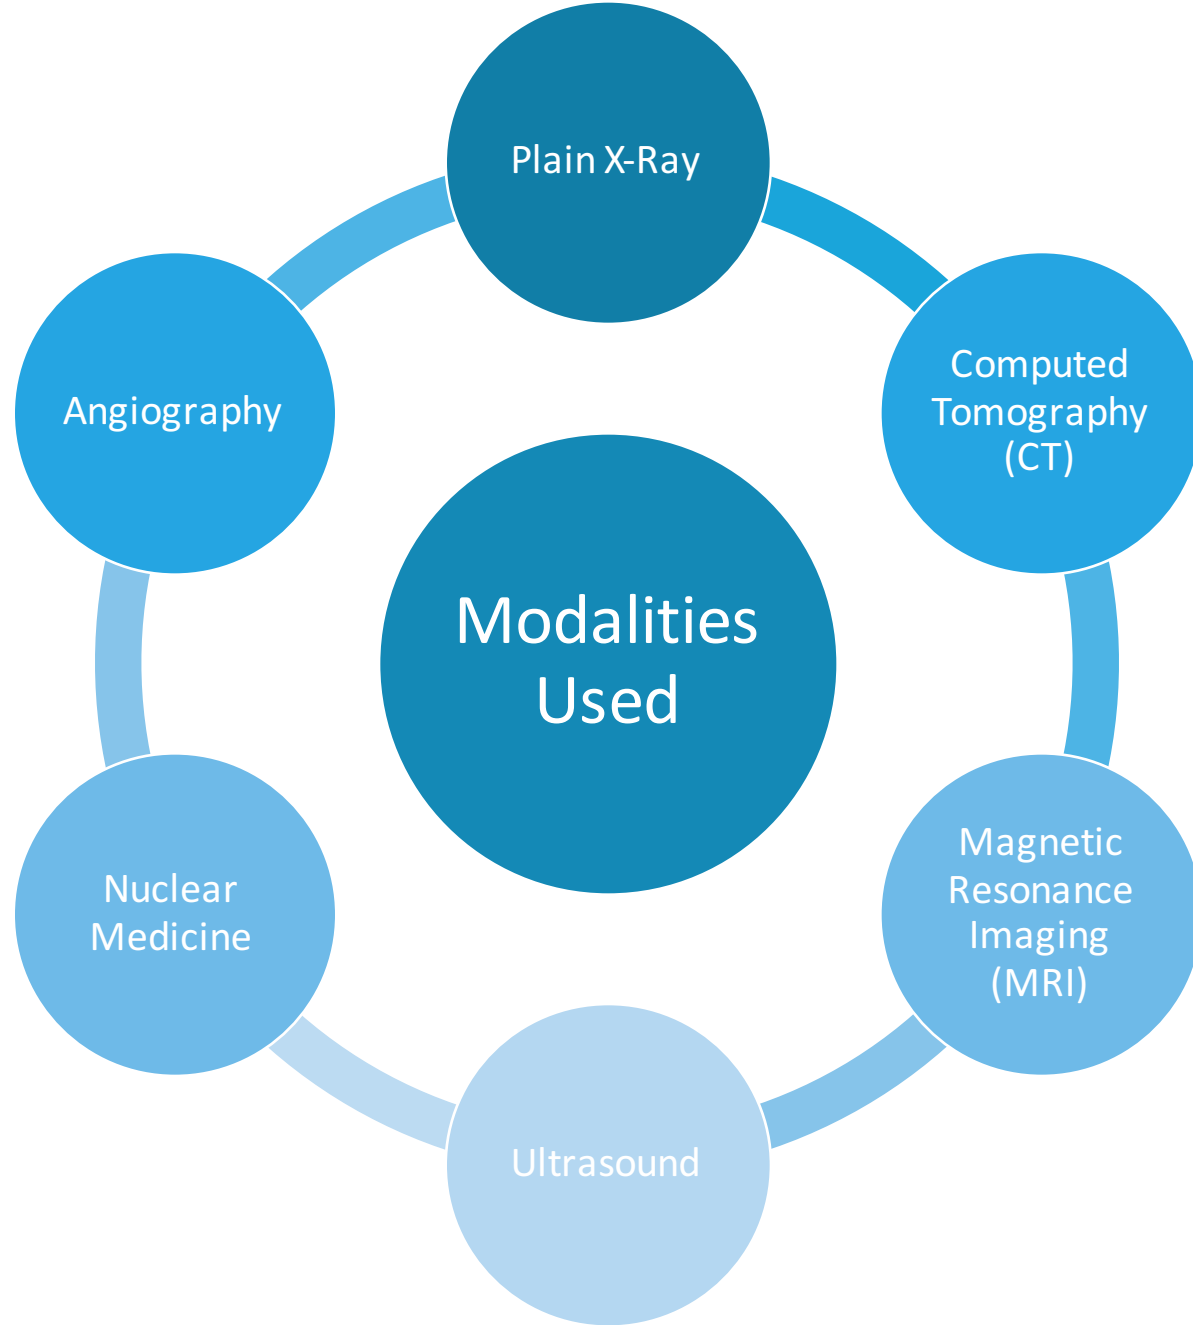 Plain X-Ray
Computed
Tomography
(CT)
Magnetic
Resonance
Imaging
(MRI)
Ultrasound
Nuclear
Medicine
Angiography
Modalities
Used